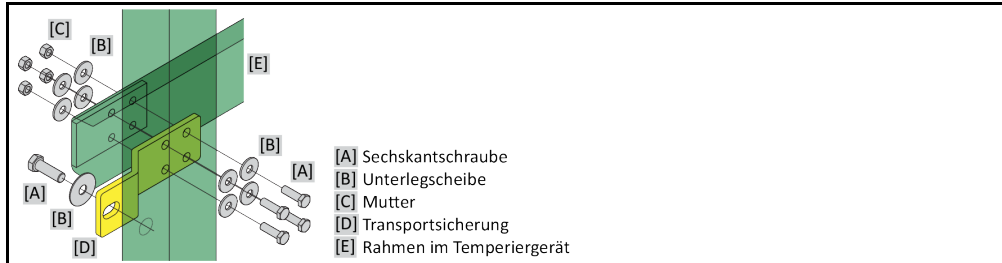 [C]
[B]
[E]
[B]
[A]
[A]
[B]
[D]
[A] Sechskantschraube
[B] Unterlegscheibe
[C] Mutter
[D] Transportsicherung
[E] Rahmen im Temperiergerät